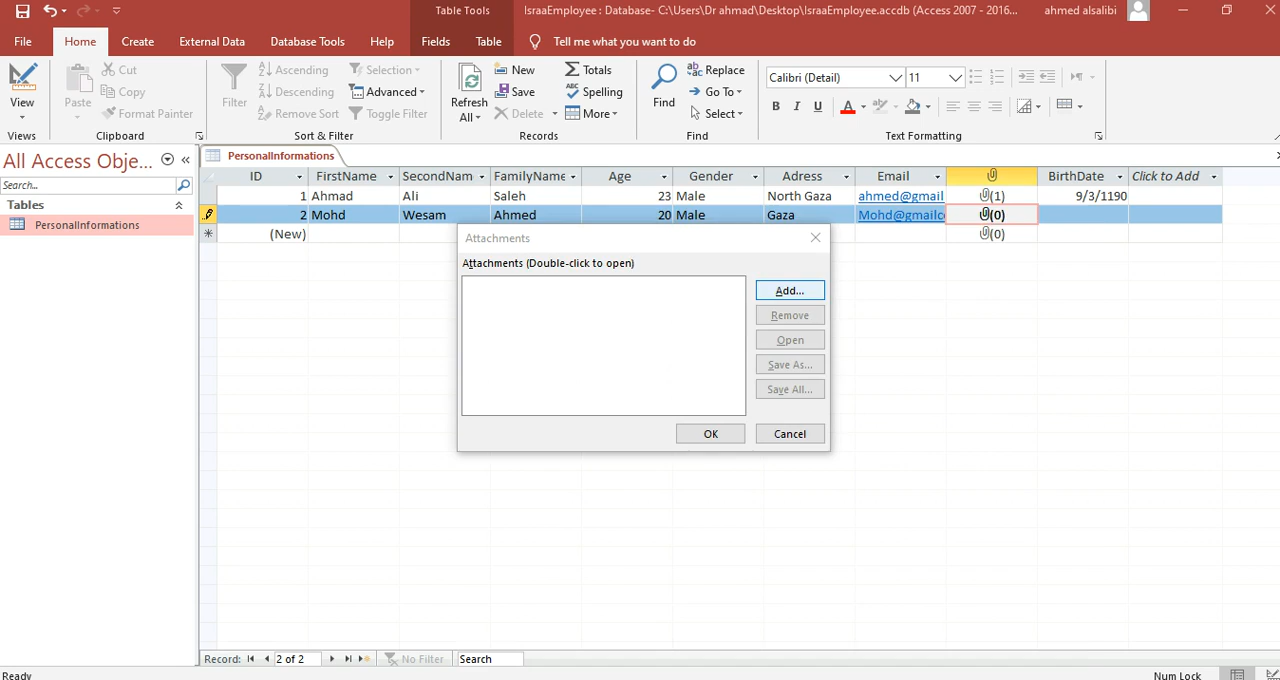 Table Tools IsraaEmployee : Database- C:\Users\Dr ahmad\Desktop\IsraaEmployee.accdb (Access 2007 - 2016... ahmed alsalibi
File Home Create External Data Database Tools Help Fields Table Tell me what you want to do
View
Views
Paste
Cut
Copy
Format Painter
Clipboard
Filter
Ascending
Descending
Remove Sort
Selection
Advanced
Toggle Filter
Sort & Filter
Refresh
All
New
Save
Delete
Totals
Spelling
More
Records
Find
Replace
Go To
Select
Find
Calibri (Detail) 11
B I U A
Text Formatting
All Access Obje...
Search...
Tables
PersonalInformations
PersonalInformations
ID FirstName SecondNam FamilyName Age Gender Adress Email BirthDate Click to Add
1 Ahmad Ali Saleh 23 Male North Gaza ahmed@gmail (1) 9/3/1190
2 Mohd Wesam Ahmed 20 Male Gaza Mohd@gmailc (0)
(New) (0)
Attachments
Attachments (Double-click to open)
Add...
Remove
Open
Save As...
Save All...
OK Cancel
Record: 2 of 2 No Filter Search
Ready Num Lock